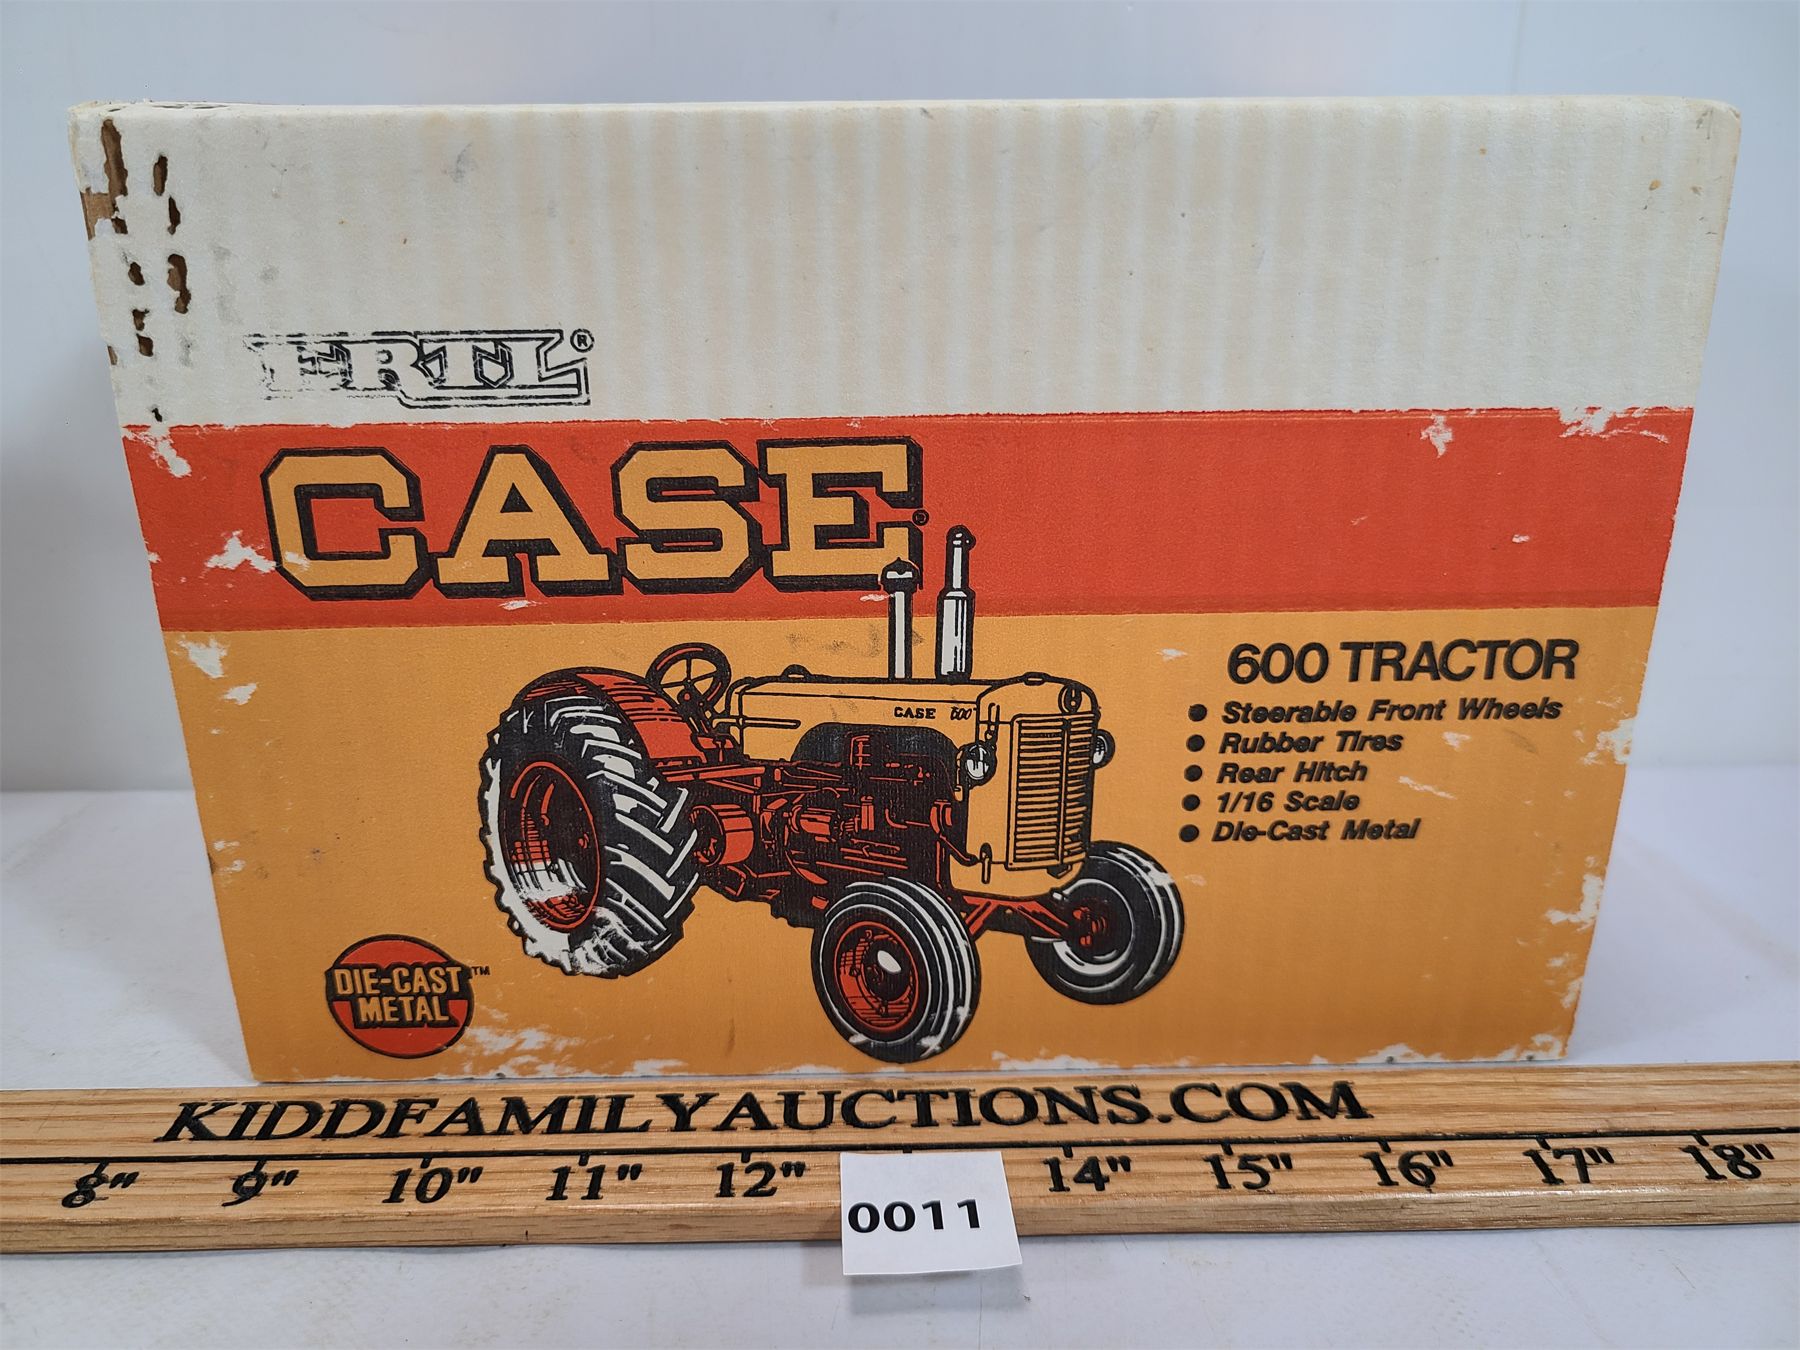 ERTL®
CASE®
600 TRACTOR
• Steerable Front Wheels
• Rubber Tires
• Rear Hitch
• 1/16 Scale
• Die-Cast Metal
CASE 600
DIE-CAST™
METAL
KIDDFAMILYAUCTIONS.COM
8" 9" 10" 11" 12" 14" 15" 16" 17" 18"
0011